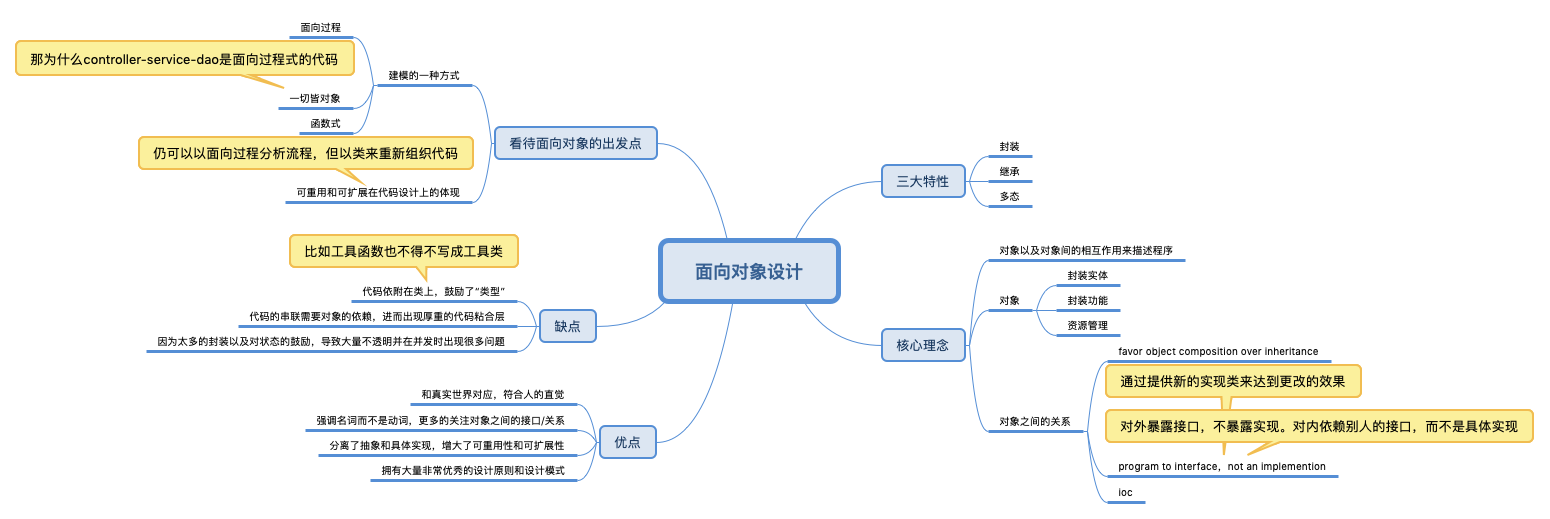 面向对象设计
看待面向对象的出发点
建模的一种方式
面向过程
那为什么controller-service-dao是面向过程式的代码
一切皆对象
函数式
仍可以以面向过程分析流程，但以类来重新组织代码
可重用和可扩展在代码设计上的体现
缺点
比如工具函数也不得不写成工具类
代码依附在类上，鼓励了“类型”
代码的串联需要对象的依赖，进而出现厚重的代码粘合层
因为太多的封装以及对状态的鼓励，导致大量不透明并在并发时出现很多问题
优点
和真实世界对应，符合人的直觉
强调名词而不是动词，更多的关注对象之间的接口/关系
分离了抽象和具体实现，增大了可重用性和可扩展性
拥有大量非常优秀的设计原则和设计模式
三大特性
封装
继承
多态
核心理念
对象以及对象间的相互作用来描述程序
对象
封装实体
封装功能
资源管理
对象之间的关系
favor object composition over inheritance
通过提供新的实现类来达到更改的效果
对外暴露接口，不暴露实现。对内依赖别人的接口，而不是具体实现
program to interface，not an implemention
ioc